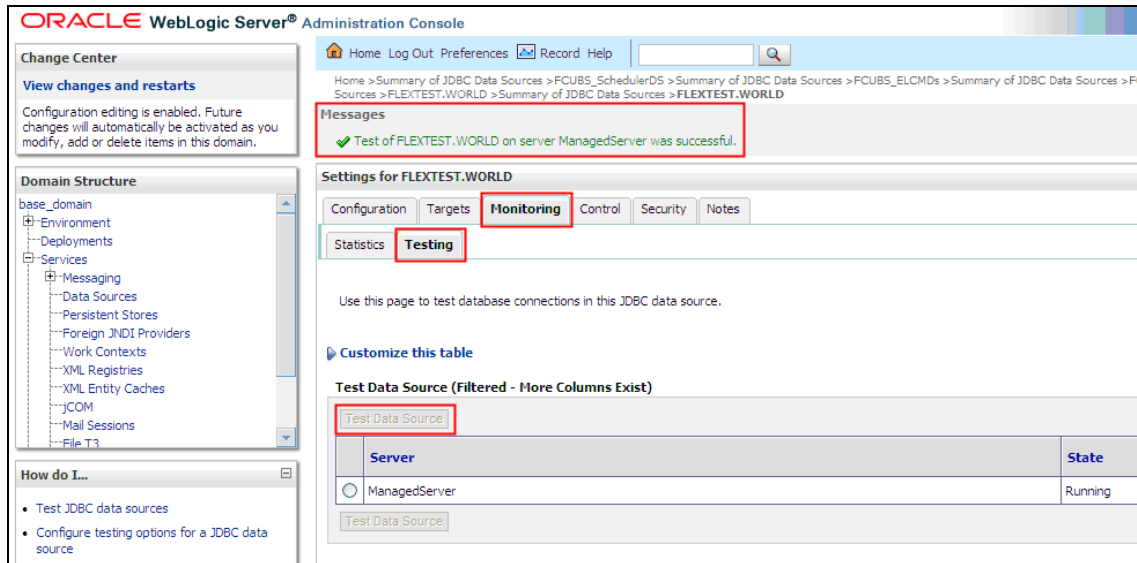 ORACLE WebLogic Server® Administration Console
Change Center
View changes and restarts
Configuration editing is enabled. Future
changes will automatically be activated as you
modify, add or delete items in this domain.
Domain Structure
base_domain
Environment
Deployments
Services
Messaging
Data Sources
Persistent Stores
Foreign JNDI Providers
Work Contexts
XML Registries
XML Entity Caches
jCOM
Mail Sessions
File T3
How do I...
Test JDBC data sources
Configure testing options for a JDBC data
source
Home Log Out Preferences Record Help
Home >Summary of JDBC Data Sources >FCUBS_SchedulerDS >Summary of JDBC Data Sources >FCUBS_ELCMDs >Summary of JDBC Data Sources >F
Sources >FLEXTEST.WORLD >Summary of JDBC Data Sources >FLEXTEST.WORLD
Messages
Test of FLEXTEST.WORLD on server ManagedServer was successful.
Settings for FLEXTEST.WORLD
Configuration Targets Monitoring Control Security Notes
Statistics Testing
Use this page to test database connections in this JDBC data source.
Customize this table
Test Data Source (Filtered - More Columns Exist)
Test Data Source
Server State
ManagedServer Running
Test Data Source